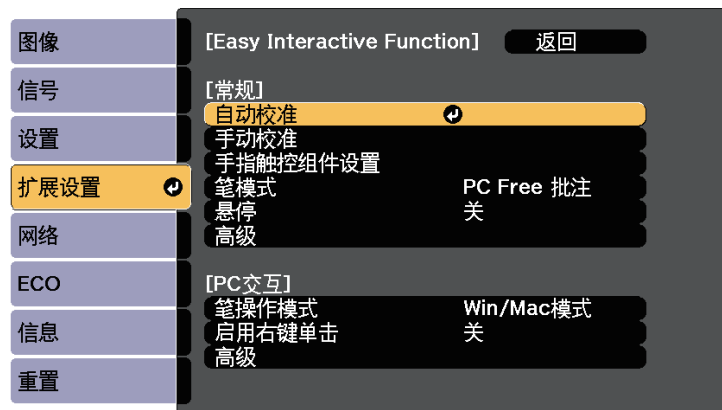 图像
信号
设置
扩展设置
网络
ECO
信息
重置
[Easy Interactive Function] 返回
[常规]
自动校准
手动校准
手指触控组件设置
笔模式 PC Free 批注
悬停 关
高级
[PC交互]
笔操作模式 Win/Mac模式
启用右键单击 关
高级